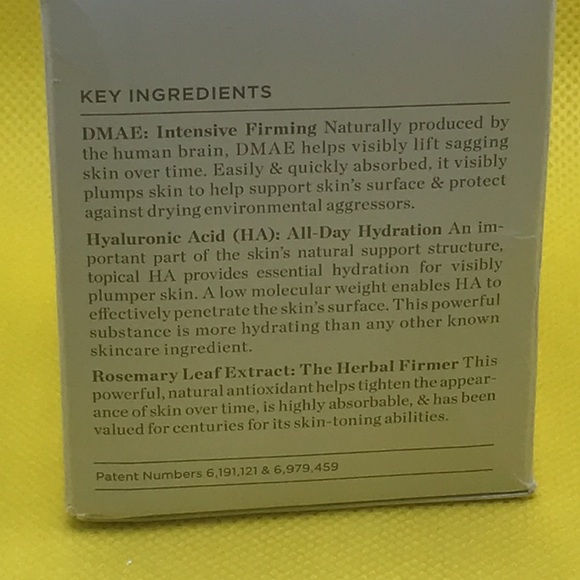 KEY INGREDIENTS
DMAE: Intensive Firming Naturally produced by
the human brain, DMAE helps visibly lift sagging
skin over time. Easily & quickly absorbed, it visibly
plumps skin to help support skin's surface & protect
against drying environmental aggressors.
Hyaluronic Acid (HA): All-Day Hydration An im-
portant part of the skin's natural support structure,
topical HA provides essential hydration for visibly
plumper skin. A low molecular weight enables HA to
effectively penetrate the skin's surface. This powerful
substance is more hydrating than any other known
skincare ingredient.
Rosemary Leaf Extract: The Herbal Firmer This
powerful, natural antioxidant helps tighten the appear-
ance of skin over time, is highly absorbable, & has been
valued for centuries for its skin-toning abilities.
Patent Numbers 6,191,121 & 6,979,459